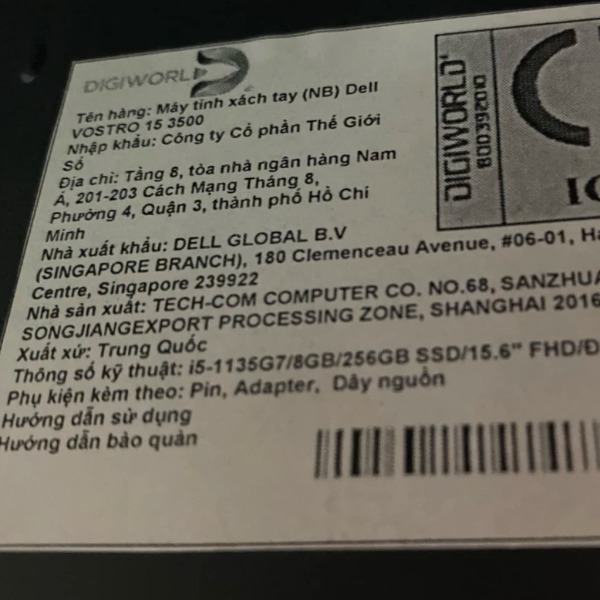 DIGIWORLD
Tên hàng: Máy tính xách tay (NB) Dell
VOSTRO 15 3500
Nhập khẩu: Công ty Cổ phần Thế Giới
Số
Địa chỉ: Tầng 8, tòa nhà ngân hàng Nam
Á, 201-203 Cách Mạng Tháng 8,
Phường 4, Quận 3, thành phố Hồ Chí
Minh
Nhà xuất khẩu: DELL GLOBAL B.V
(SINGAPORE BRANCH), 180 Clemenceau Avenue, #06-01, Ha
Centre, Singapore 239922
Nhà sản xuất: TECH-COM COMPUTER CO. NO.68, SANZHUA
SONGJIANGEXPORT PROCESSING ZONE, SHANGHAI 2016
Xuất xứ: Trung Quốc
Thông số kỹ thuật: i5-1135G7/8GB/256GB SSD/15.6" FHD/Đ
Phụ kiện kèm theo: Pin, Adapter, Dây nguồn
Hướng dẫn sử dụng
Hướng dẫn bảo quản
DIGIWORLD
800392010